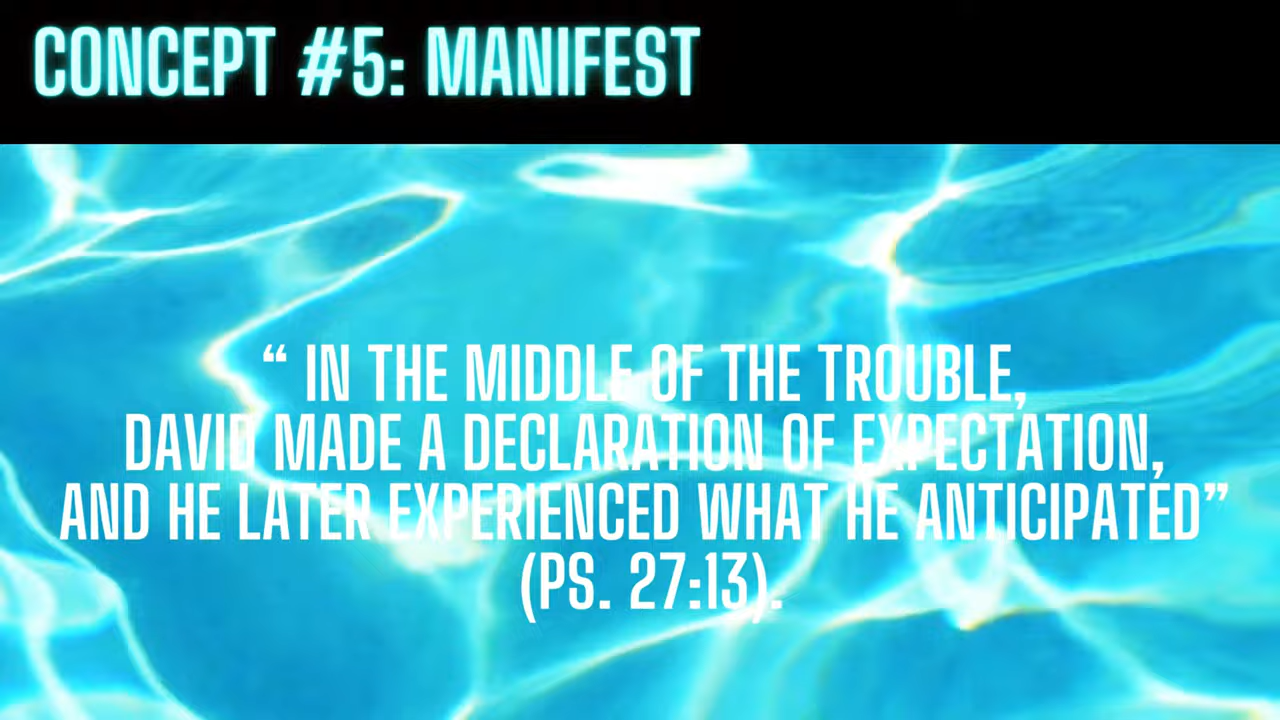 CONCEPT #5: MANIFEST
“ IN THE MIDDLE OF THE TROUBLE,
DAVID MADE A DECLARATION OF EXPECTATION,
AND HE LATER EXPERIENCED WHAT HE ANTICIPATED”
(PS. 27:13).